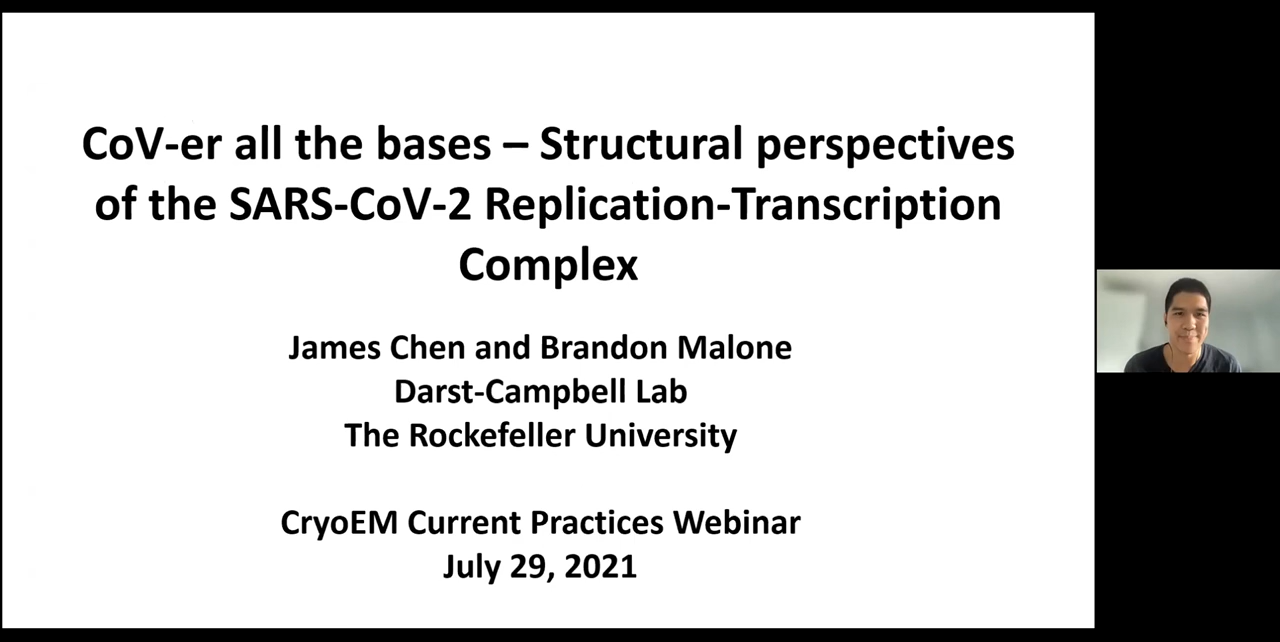 CoV-er all the bases – Structural perspectives
of the SARS-CoV-2 Replication-Transcription
Complex
James Chen and Brandon Malone
Darst-Campbell Lab
The Rockefeller University
CryoEM Current Practices Webinar
July 29, 2021